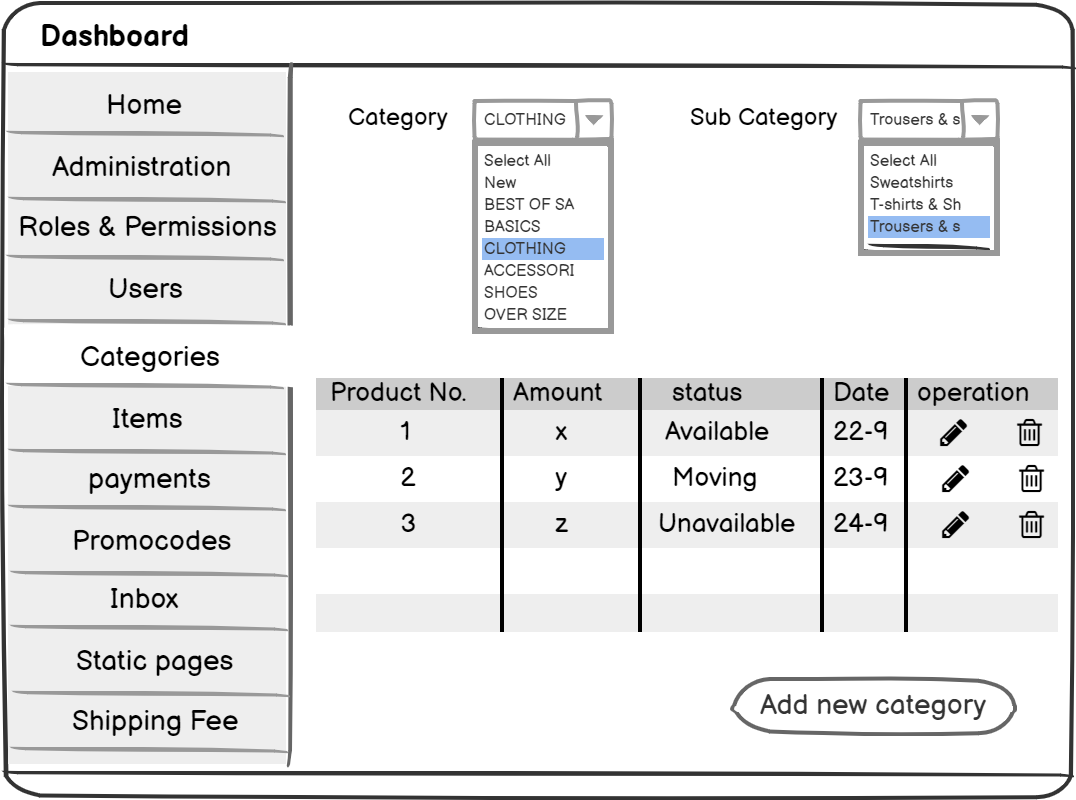 Dashboard
Home
Administration
Roles & Permissions
Users
Categories
Items
payments
Promocodes
Inbox
Static pages
Shipping Fee
Category
CLOTHING
Select All
New
BEST OF SA
BASICS
CLOTHING
ACCESSORI
SHOES
OVER SIZE
Sub Category
Trousers & s
Select All
Sweatshirts
T-shirts & Sh
Trousers & s
Product No. Amount status Date operation
1 x Available 22-9
2 y Moving 23-9
3 z Unavailable 24-9
Add new category